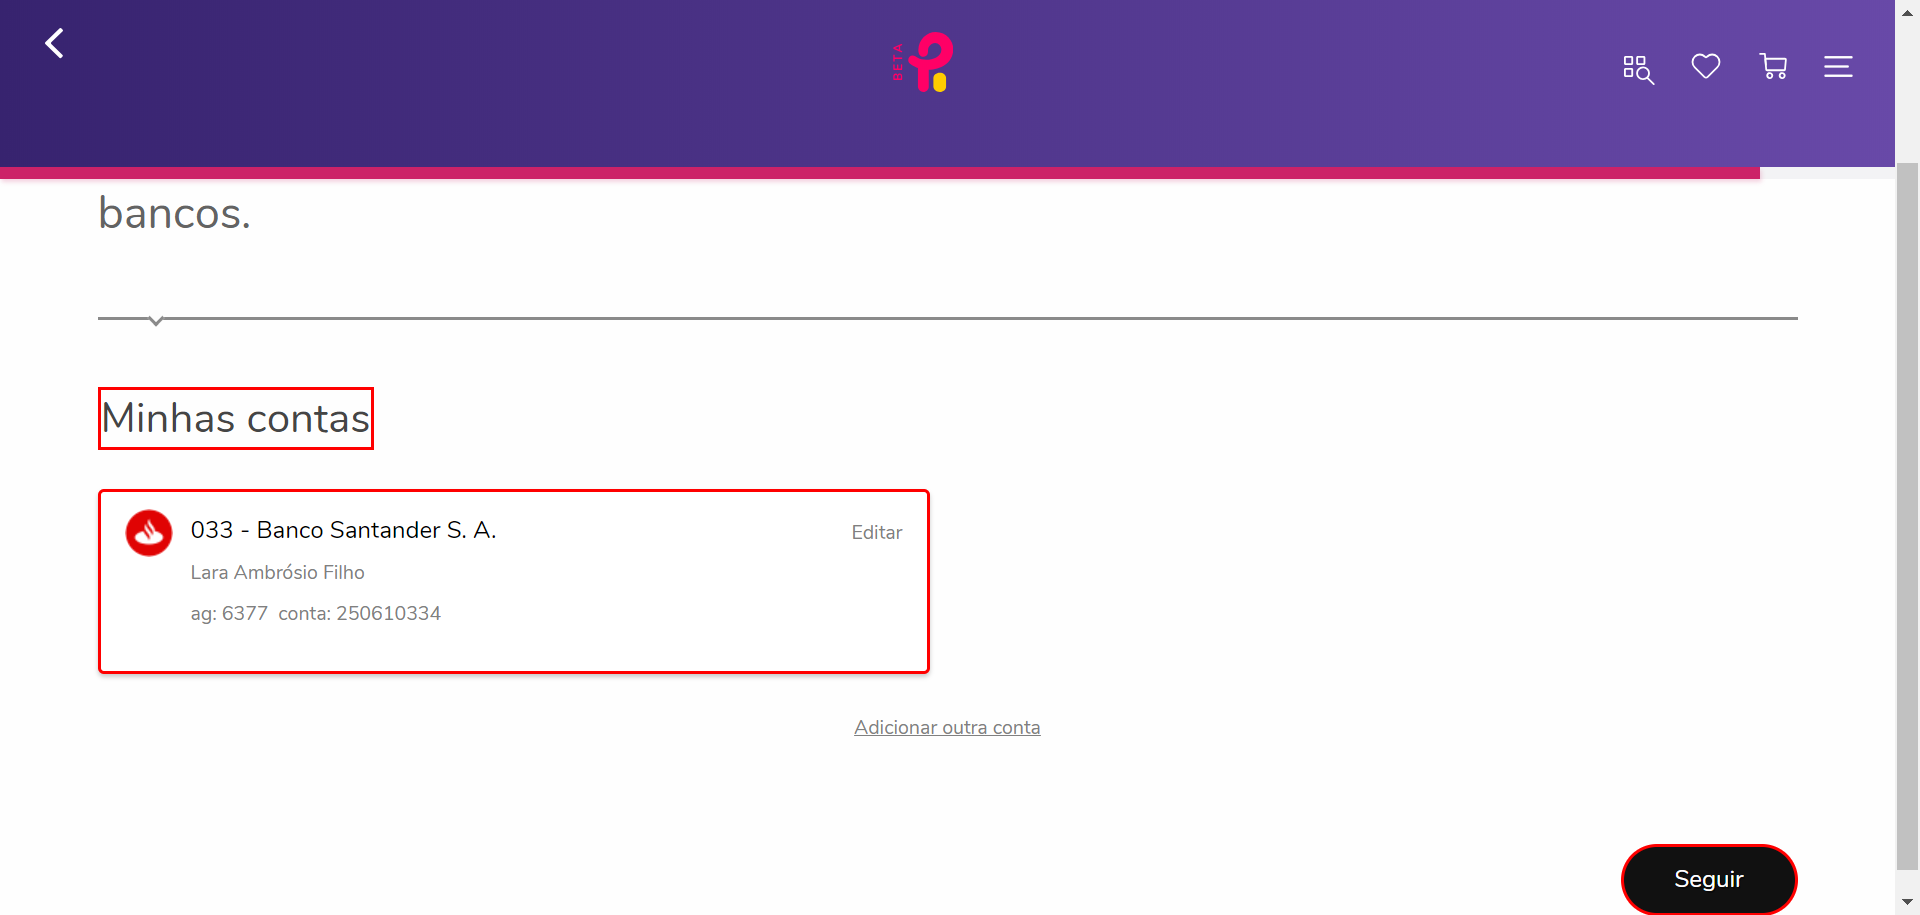 BETA
bancos.
Minhas contas
033 - Banco Santander S. A.
Editar
Lara Ambrósio Filho
ag: 6377 conta: 250610334
Adicionar outra conta
Seguir